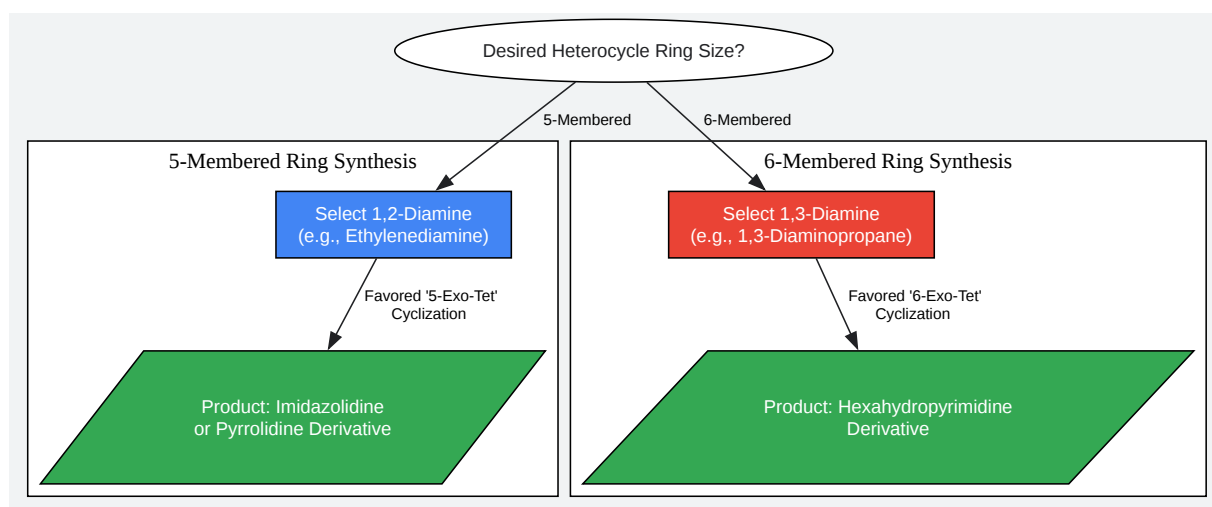 Desired Heterocycle Ring Size?
5-Membered
6-Membered
5-Membered Ring Synthesis
Select 1,2-Diamine
(e.g., Ethylenediamine)
Favored '5-Exo-Tet'
Cyclization
Product: Imidazolidine
or Pyrrolidine Derivative
6-Membered Ring Synthesis
Select 1,3-Diamine
(e.g., 1,3-Diaminopropane)
Favored '6-Exo-Tet'
Cyclization
Product: Hexahydropyrimidine
Derivative